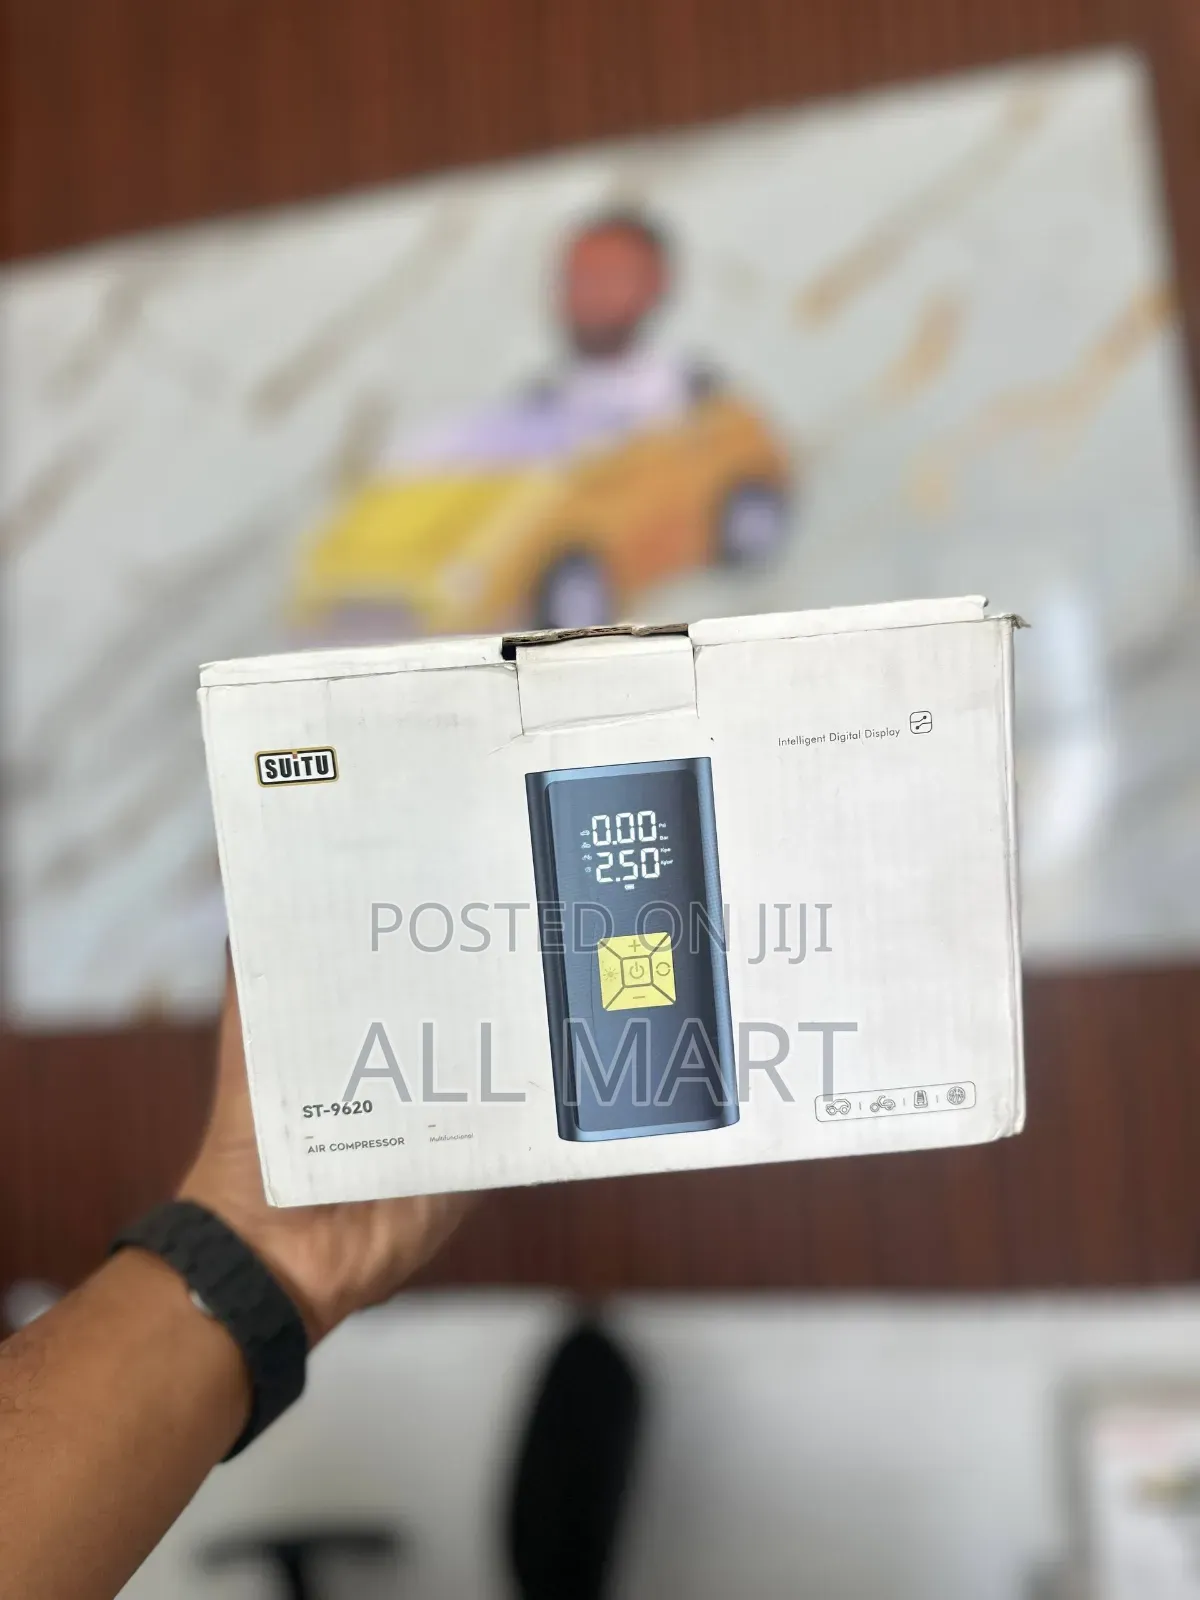 SUiTU
Intelligent Digital Display
0.00
2.50
POSTED ON JIJI
ALL MART
ST-9620
AIR COMPRESSOR
Multifunctional